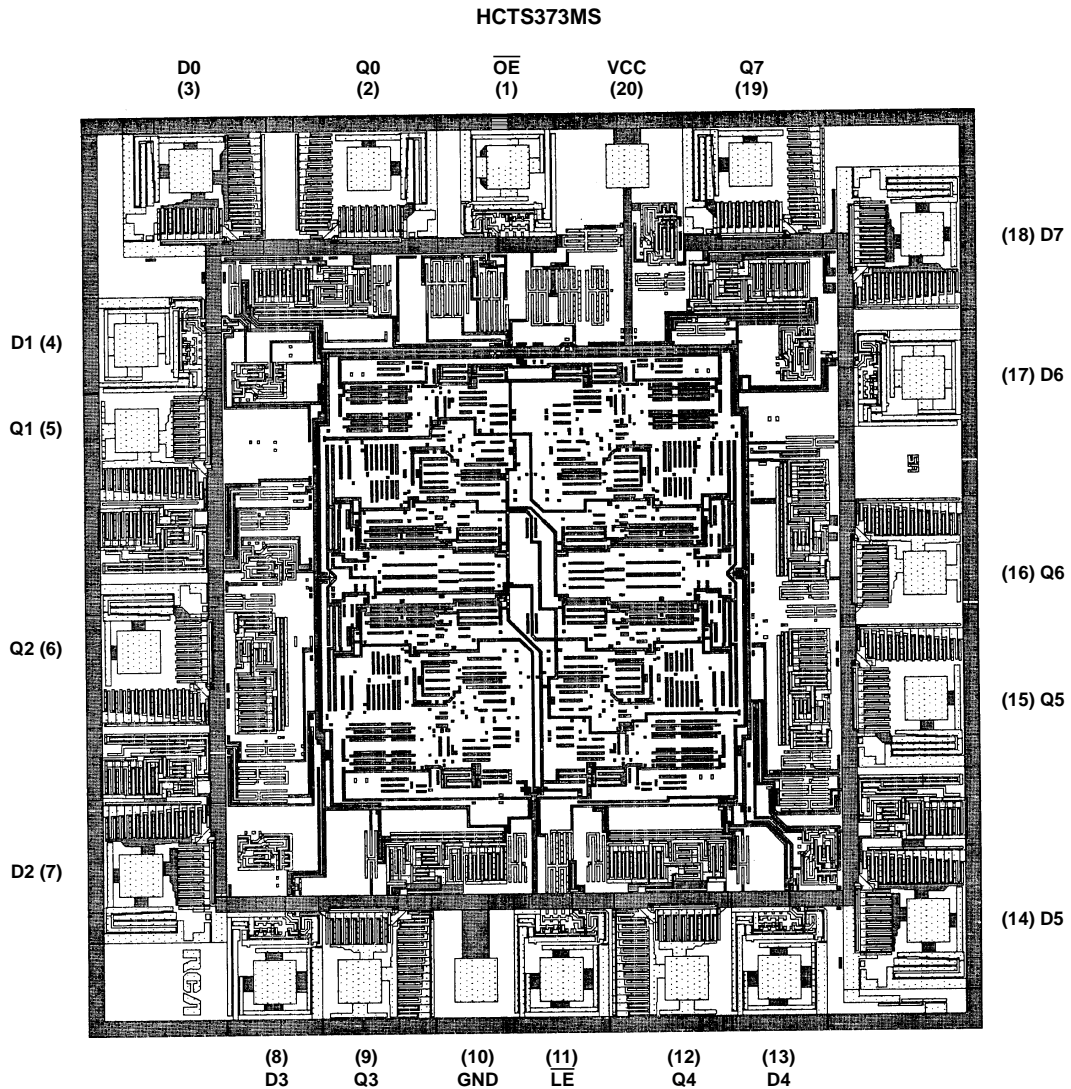 HCTS373MS
D0
(3)
Q0
(2)
OE
(1)
VCC
(20)
Q7
(19)
(18) D7
D1 (4)
(17) D6
Q1 (5)
(16) Q6
Q2 (6)
(15) Q5
D2 (7)
(14) D5
RCA
(8)
D3
(9)
Q3
(10)
GND
(11)
LE
(12)
Q4
(13)
D4